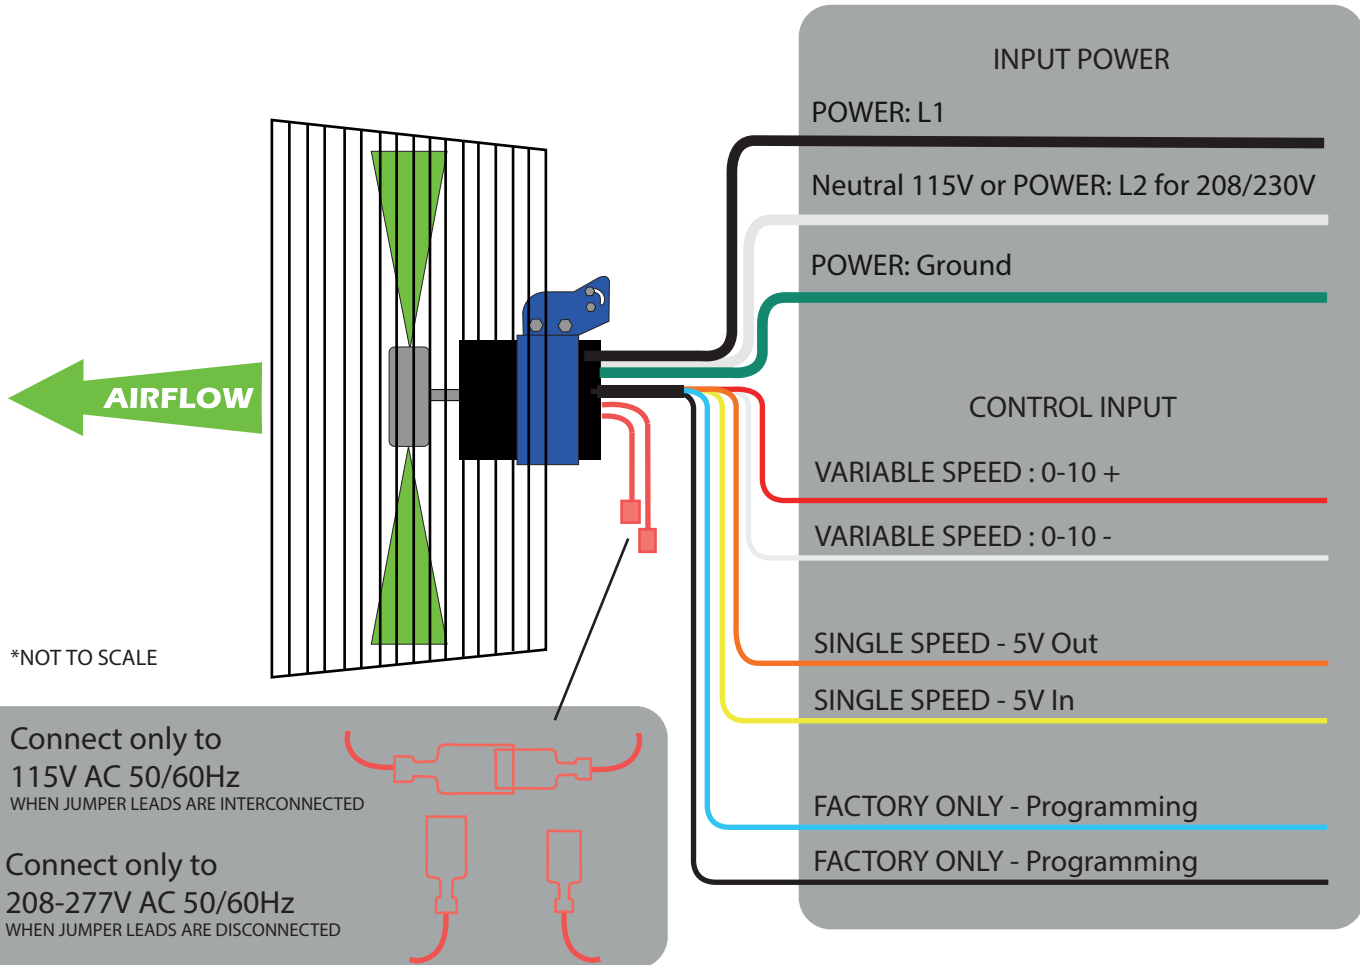 INPUT POWER
POWER: L1
Neutral 115V or POWER: L2 for 208/230V
POWER: Ground
AIRFLOW
CONTROL INPUT
VARIABLE SPEED : 0-10 +
VARIABLE SPEED : 0-10 -
SINGLE SPEED - 5V Out
SINGLE SPEED - 5V In
FACTORY ONLY - Programming
FACTORY ONLY - Programming
*NOT TO SCALE
Connect only to
115V AC 50/60Hz
WHEN JUMPER LEADS ARE INTERCONNECTED
Connect only to
208-277V AC 50/60Hz
WHEN JUMPER LEADS ARE DISCONNECTED